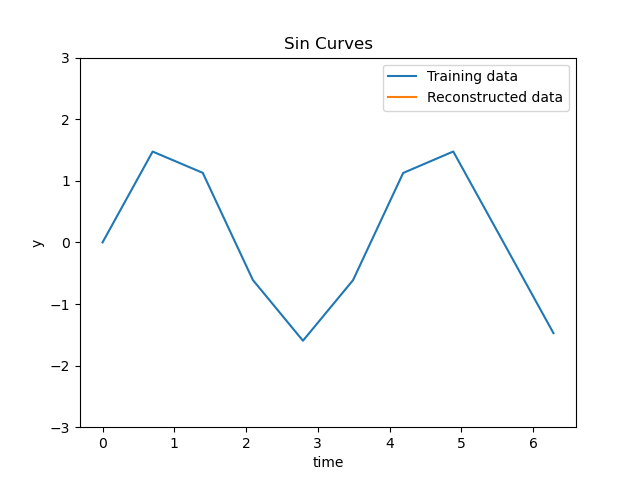 Sin Curves
Training data
Reconstructed data
3
2
1
0
−1
−2
−3
y
0 1 2 3 4 5 6
time